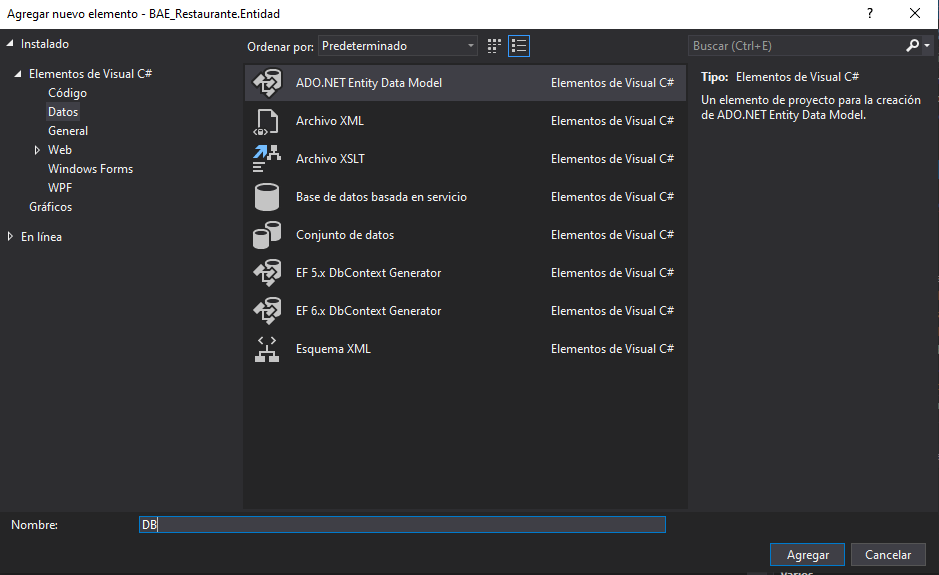 Agregar nuevo elemento - BAE_Restaurante.Entidad
?
Instalado
Ordenar por: Predeterminado
Buscar (Ctrl+E)
Elementos de Visual C#
Código
Datos
General
Web
Windows Forms
WPF
Gráficos
En línea
ADO.NET Entity Data Model Elementos de Visual C#
Archivo XML Elementos de Visual C#
Archivo XSLT Elementos de Visual C#
Base de datos basada en servicio Elementos de Visual C#
Conjunto de datos Elementos de Visual C#
EF 5.x DbContext Generator Elementos de Visual C#
EF 6.x DbContext Generator Elementos de Visual C#
Esquema XML Elementos de Visual C#
Tipo: Elementos de Visual C#
Un elemento de proyecto para la creación
de ADO.NET Entity Data Model.
Nombre: DB
Agregar Cancelar